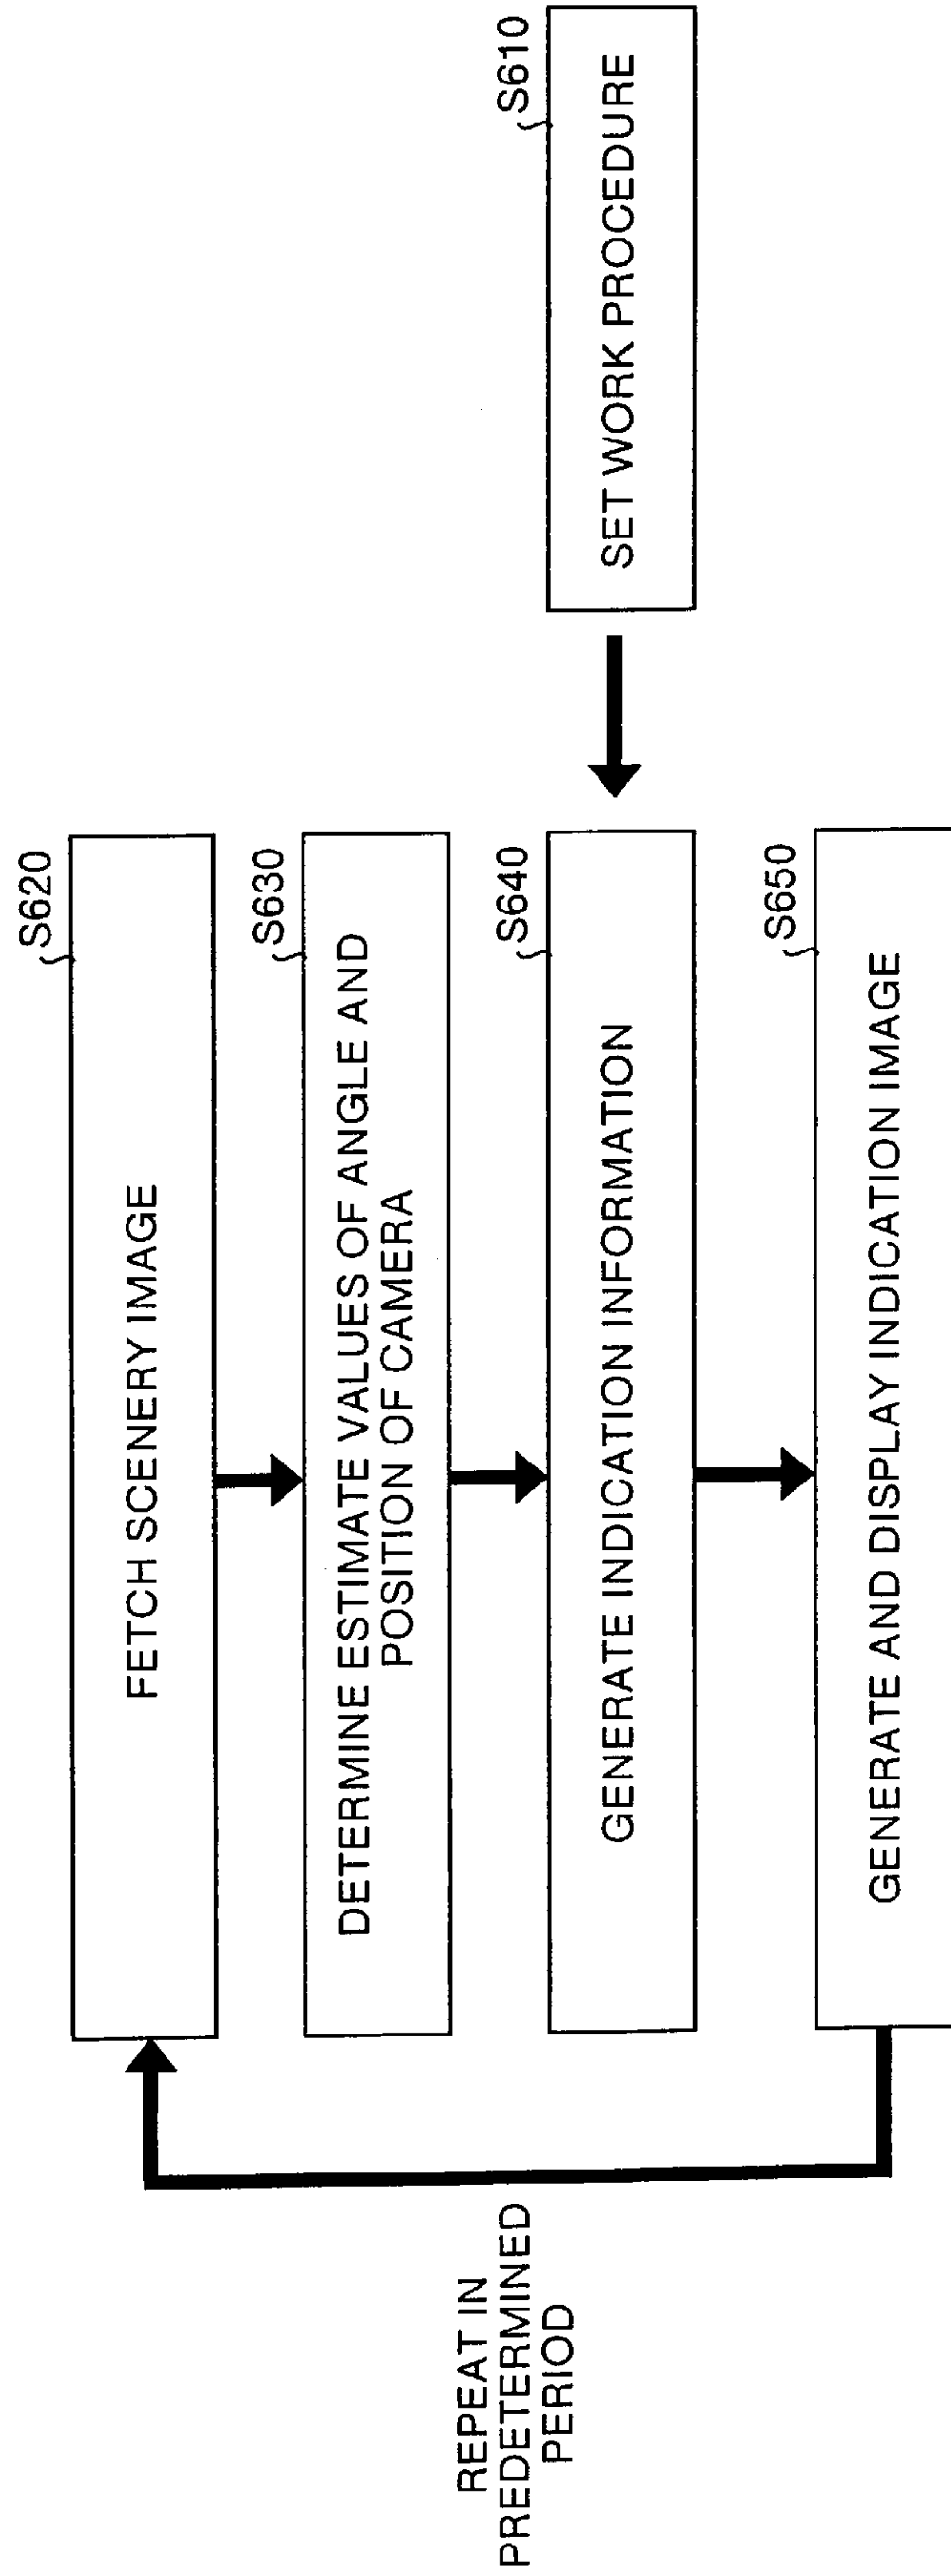 S620
FETCH SCENERY IMAGE
S630
DETERMINE ESTIMATE VALUES OF ANGLE AND
POSITION OF CAMERA
S640
GENERATE INDICATION INFORMATION
S650
GENERATE AND DISPLAY INDICATION IMAGE
REPEAT IN
PREDETERMINED
PERIOD
S610
SET WORK PROCEDURE